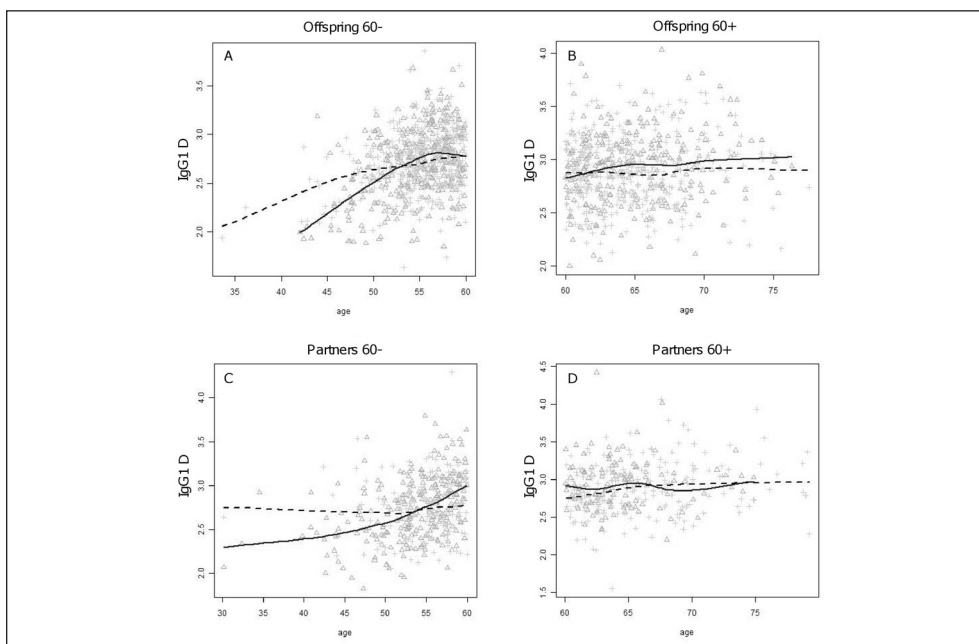 Offspring 60-
A
IgG1 D
3.5
3.0
2.5
2.0
35 40 45 50 55 60
age
Offspring 60+
B
IgG1 D
4.0
3.5
3.0
2.5
2.0
60 65 70 75
age
Partners 60-
C
IgG1 D
4.0
3.5
3.0
2.5
2.0
30 35 40 45 50 55 60
age
Partners 60+
D
IgG1 D
4.5
4.0
3.5
3.0
2.5
2.0
1.5
60 65 70 75
age